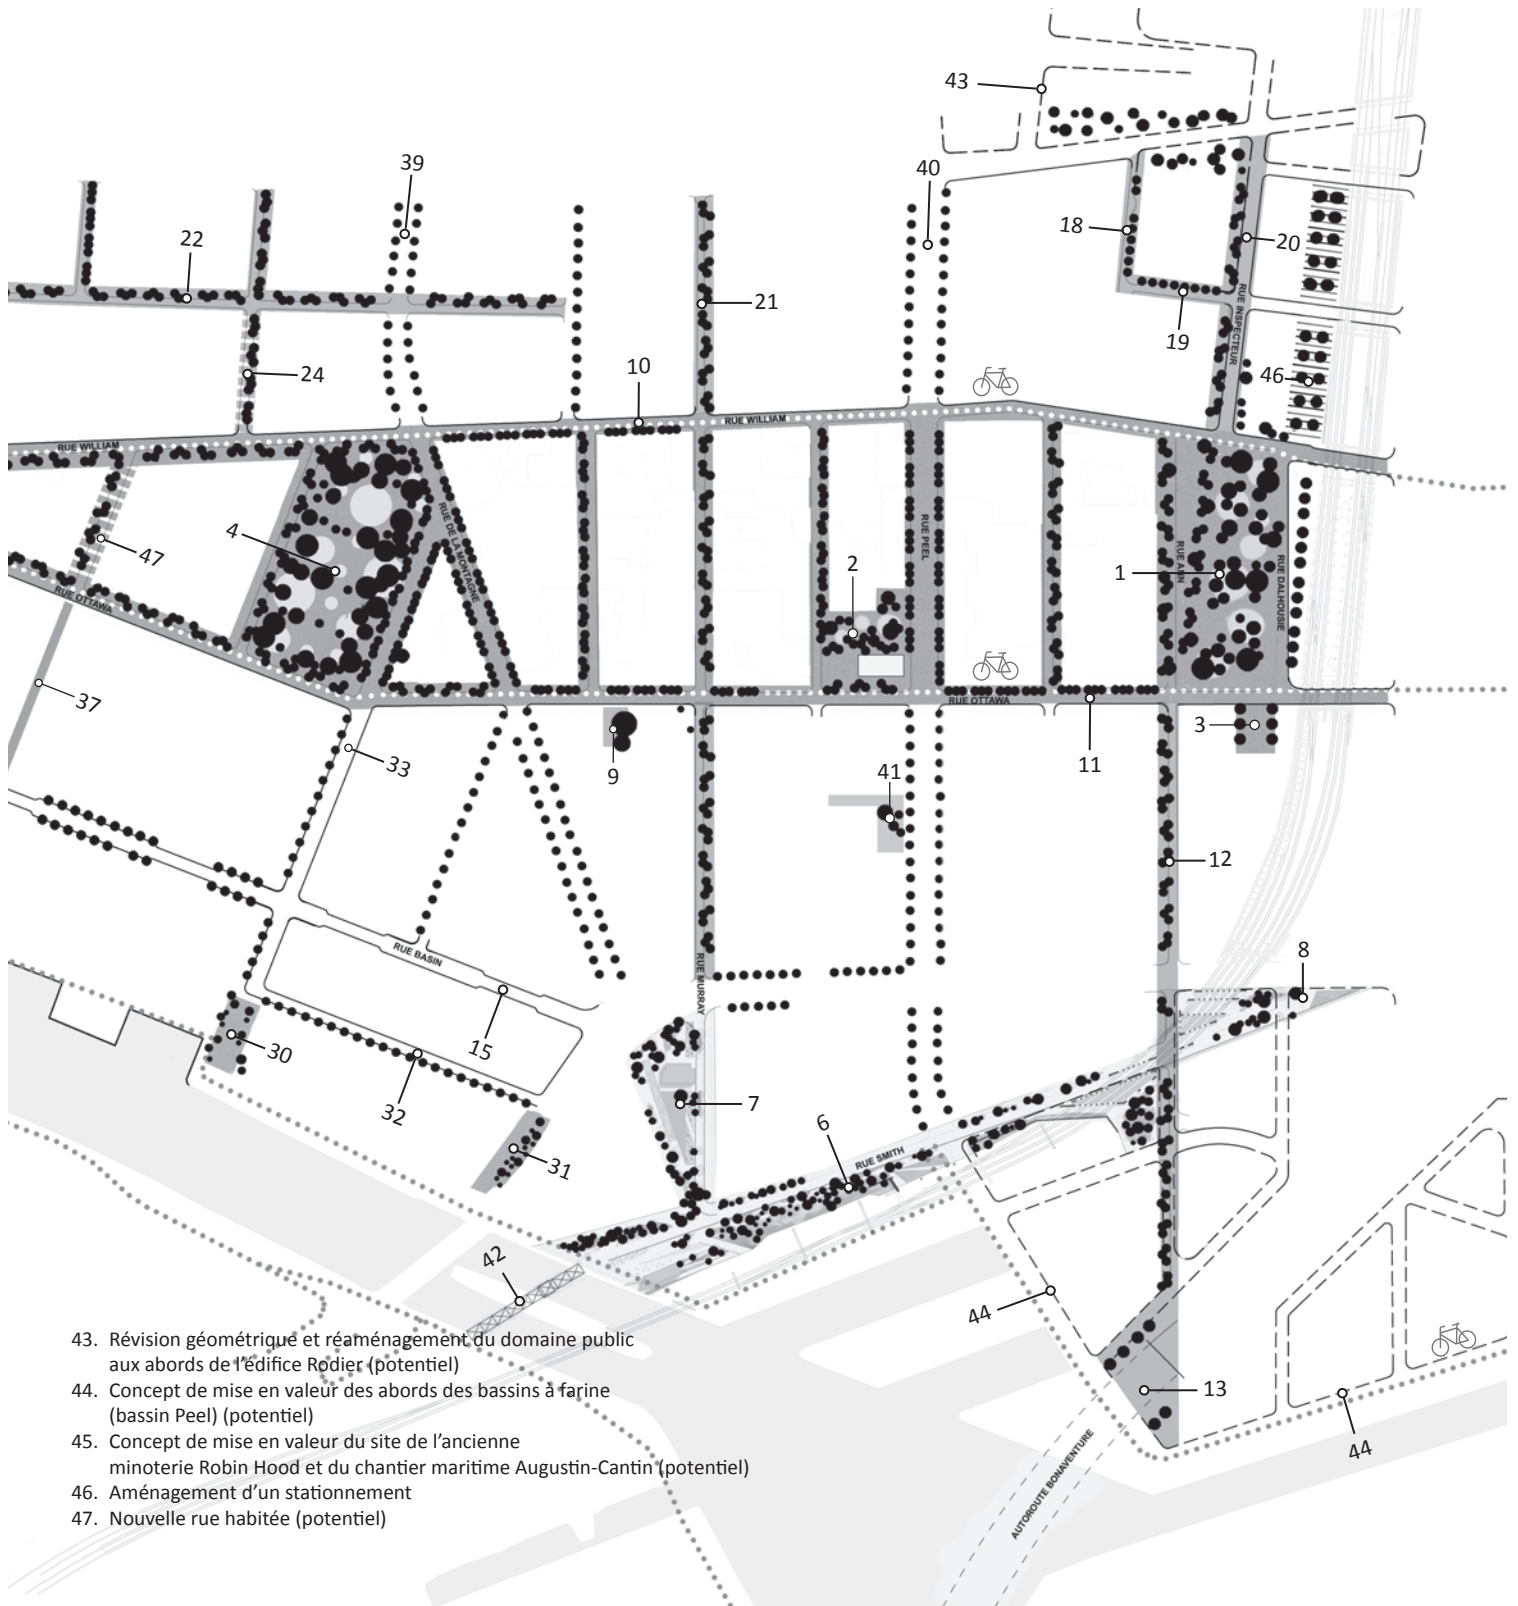 43
39
40
22
18
20
21
19
24
10
46
RUE INSPECTEUR
RUE WILLIAM
RUE WILLIAM
4
RUE DE LA MONTAGNE
47
2
RUE PEEL
1
RUE ANN
RUE DALHOUSIE
RUE OTTAWA
37
RUE OTTAWA
33
3
9
41
11
12
RUE BASIN
RUE MURRAY
8
15
30
32
7
6
31
RUE SMITH
42
44
13
44
AUTOROUTE BONAVENTURE
43. Révision géométrique et réaménagement du domaine public
aux abords de l'édifice Rodier (potentiel)
44. Concept de mise en valeur des abords des bassins à farine
(bassin Peel) (potentiel)
45. Concept de mise en valeur du site de l'ancienne
minoterie Robin Hood et du chantier maritime Augustin-Cantin (potentiel)
46. Aménagement d'un stationnement
47. Nouvelle rue habitée (potentiel)